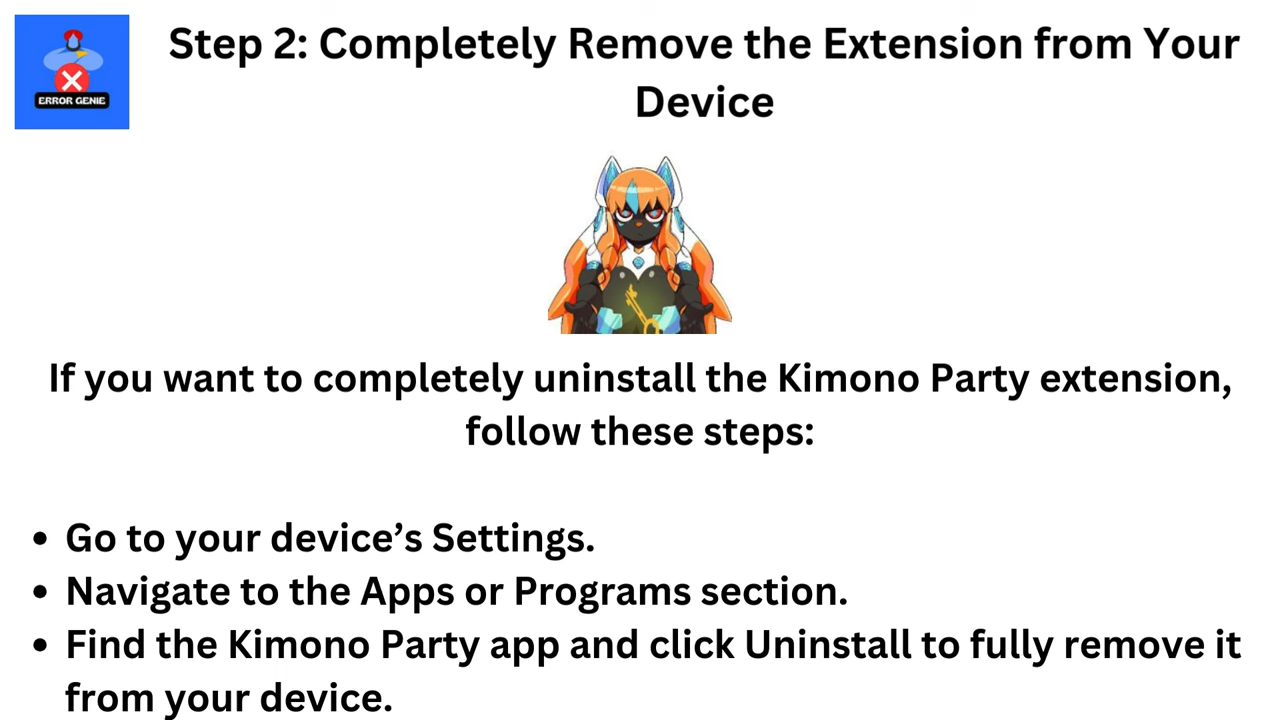 ERROR GENIE
Step 2: Completely Remove the Extension from Your
Device
If you want to completely uninstall the Kimono Party extension,
follow these steps:
• Go to your device’s Settings.
• Navigate to the Apps or Programs section.
• Find the Kimono Party app and click Uninstall to fully remove it
from your device.